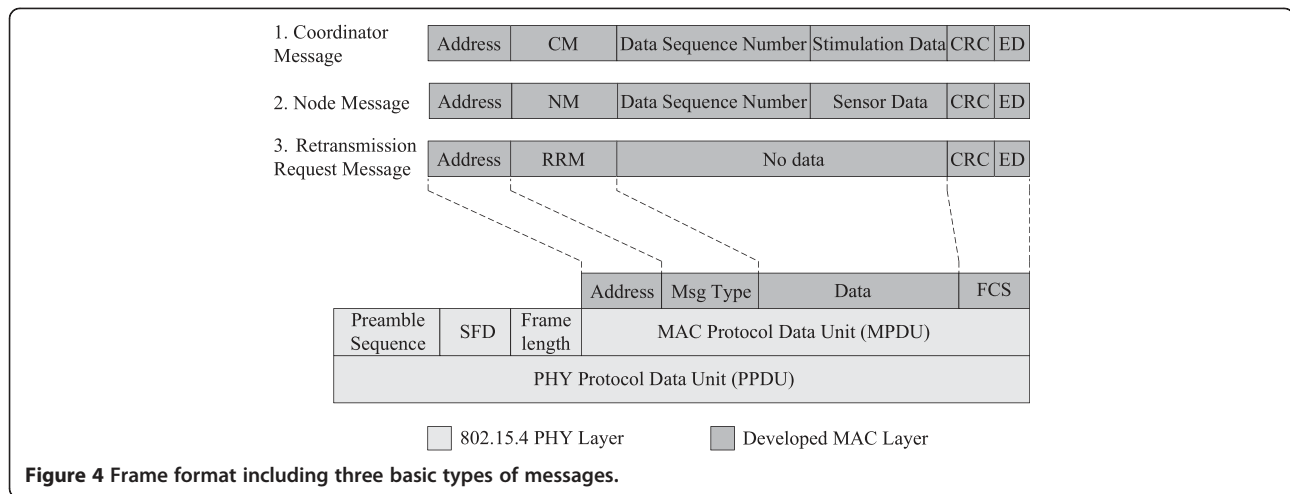 1. Coordinator
Message
Address CM Data Sequence Number Stimulation Data CRC ED
2. Node Message
Address NM Data Sequence Number Sensor Data CRC ED
3. Retransmission
Request Message
Address RRM No data CRC ED
Address Msg Type Data FCS
Preamble
Sequence
SFD
Frame
length
MAC Protocol Data Unit (MPDU)
PHY Protocol Data Unit (PPDU)
802.15.4 PHY Layer
Developed MAC Layer
Figure 4 Frame format including three basic types of messages.